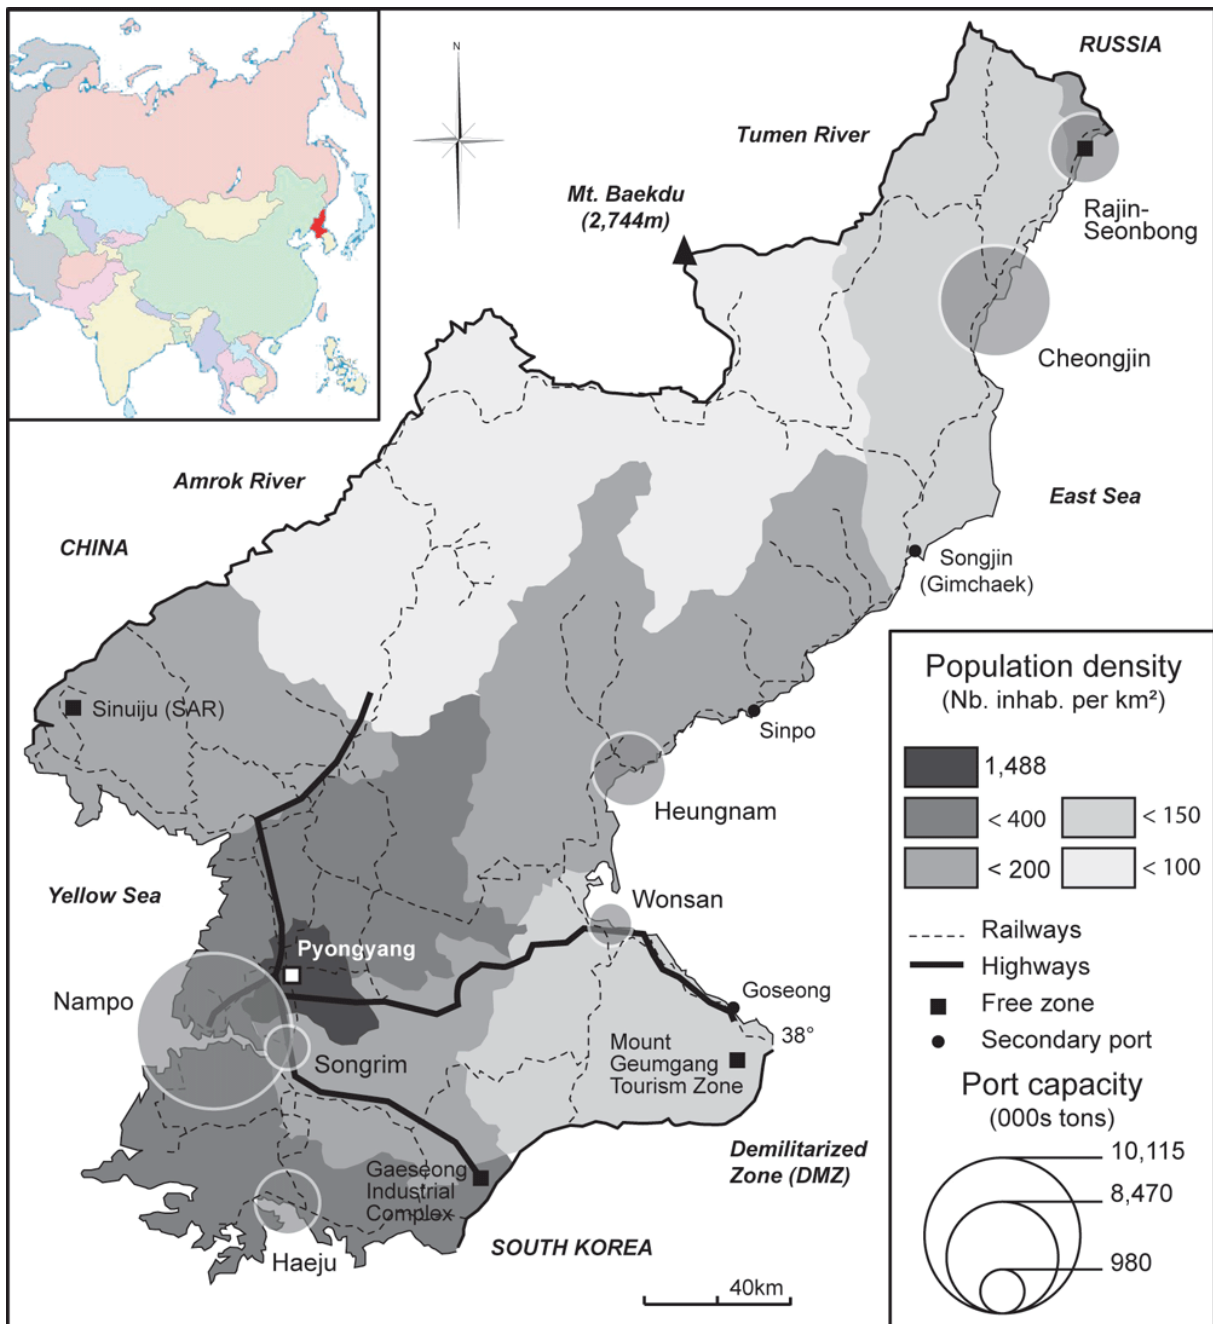 N
RUSSIA
Tumen River
Mt. Baekdu
(2,744m)
Rajin-
Seonbong
Cheongjin
Amrok River
East Sea
CHINA
Songjin
(Gimchaek)
Sinuiju (SAR)
Sinpo
Heungnam
Yellow Sea
Wonsan
Pyongyang
Nampo
Goseong
38°
Songrim
Mount
Geumgang
Tourism Zone
Demilitarized
Zone (DMZ)
Gaeseong
Industrial
Complex
SOUTH KOREA
Haeju
40km
Population density
(Nb. inhab. per km²)
1,488
< 400
< 150
< 200
< 100
Railways
Highways
Free zone
Secondary port
Port capacity
(000s tons)
10,115
8,470
980